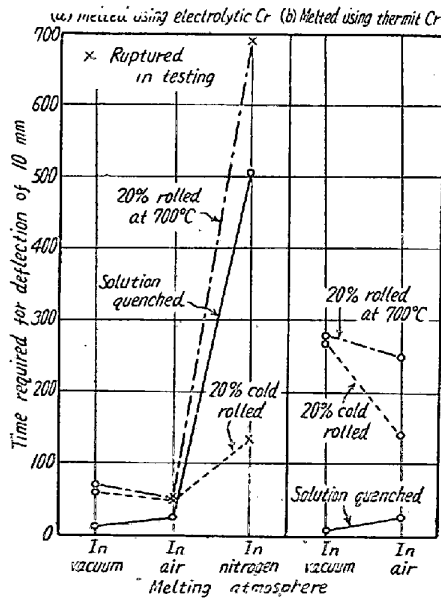 (a) Melted using electrolytic Cr (b) Melted using thermit Cr
× Ruptured
in testing
700
600
500
400
300
200
100
0
Time required for deflection of 10 mm
20% rolled
at 700°C
Solution
quenched
20% cold
rolled
20% rolled
at 700°C
20% cold
rolled
Solution quenched
In
vacuum
In
air
In
nitrogen
In
vacuum
In
air
Melting atmosphere